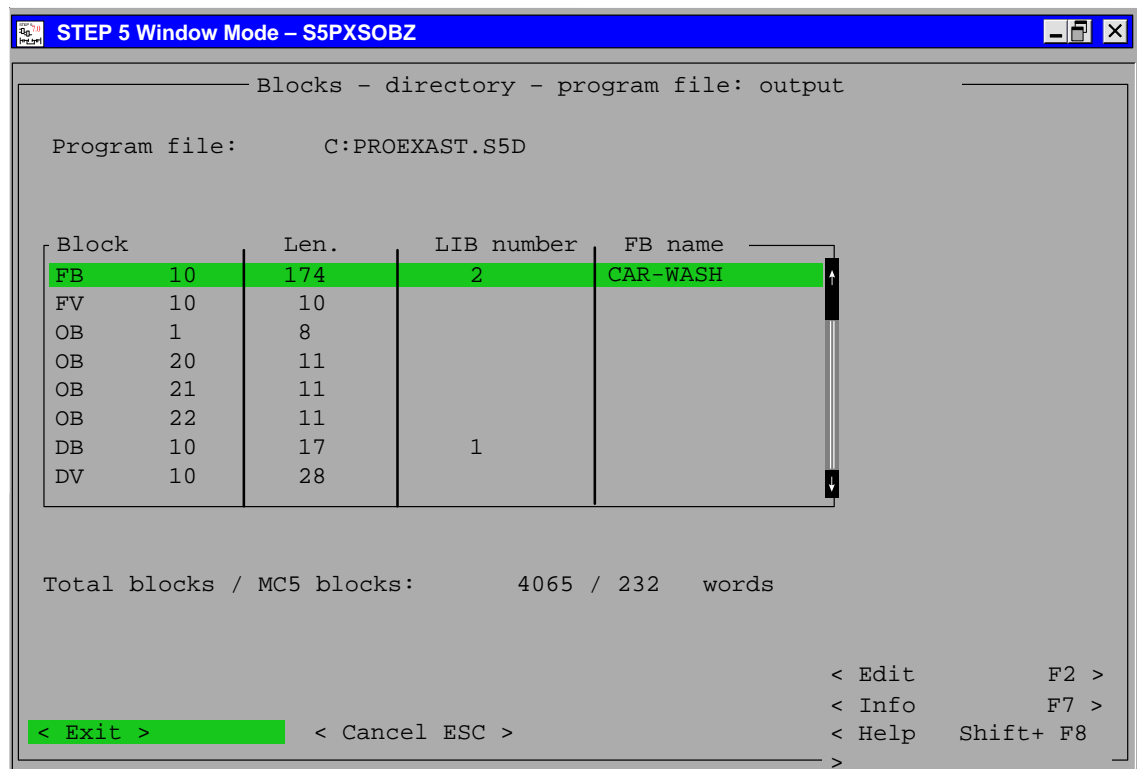 STEP 5 Window Mode – S5PXSOBZ
Blocks – directory – program file: output
Program file: C:PROEXAST.S5D
Block Len. LIB number FB name
FB 10 174 2 CAR-WASH
FV 10 10
OB 1 8
OB 20 11
OB 21 11
OB 22 11
DB 10 17 1
DV 10 28
Total blocks / MC5 blocks: 4065 / 232 words
< Edit F2 >
< Info F7 >
< Exit > < Cancel ESC > < Help Shift+ F8
>